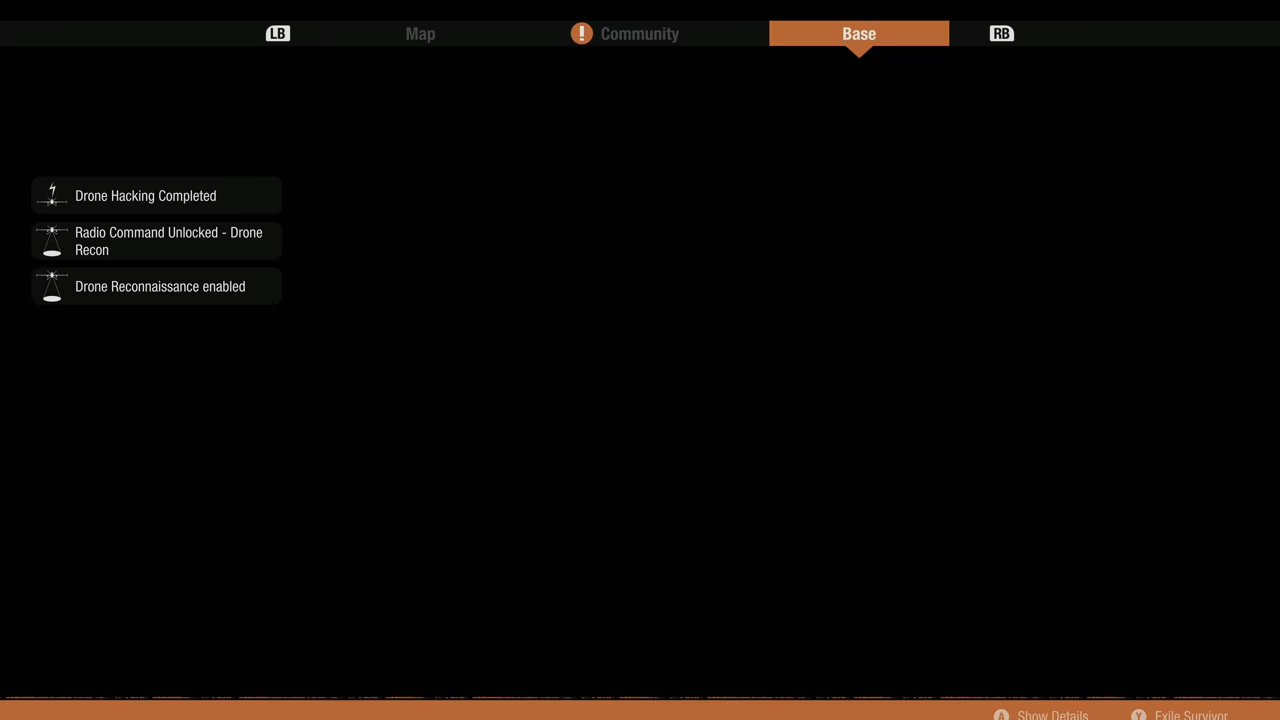 LB
Map
!
Community
Base
RB
Drone Hacking Completed
Radio Command Unlocked - Drone
Recon
Drone Reconnaissance enabled
A Show Details
Y Exile Survivor